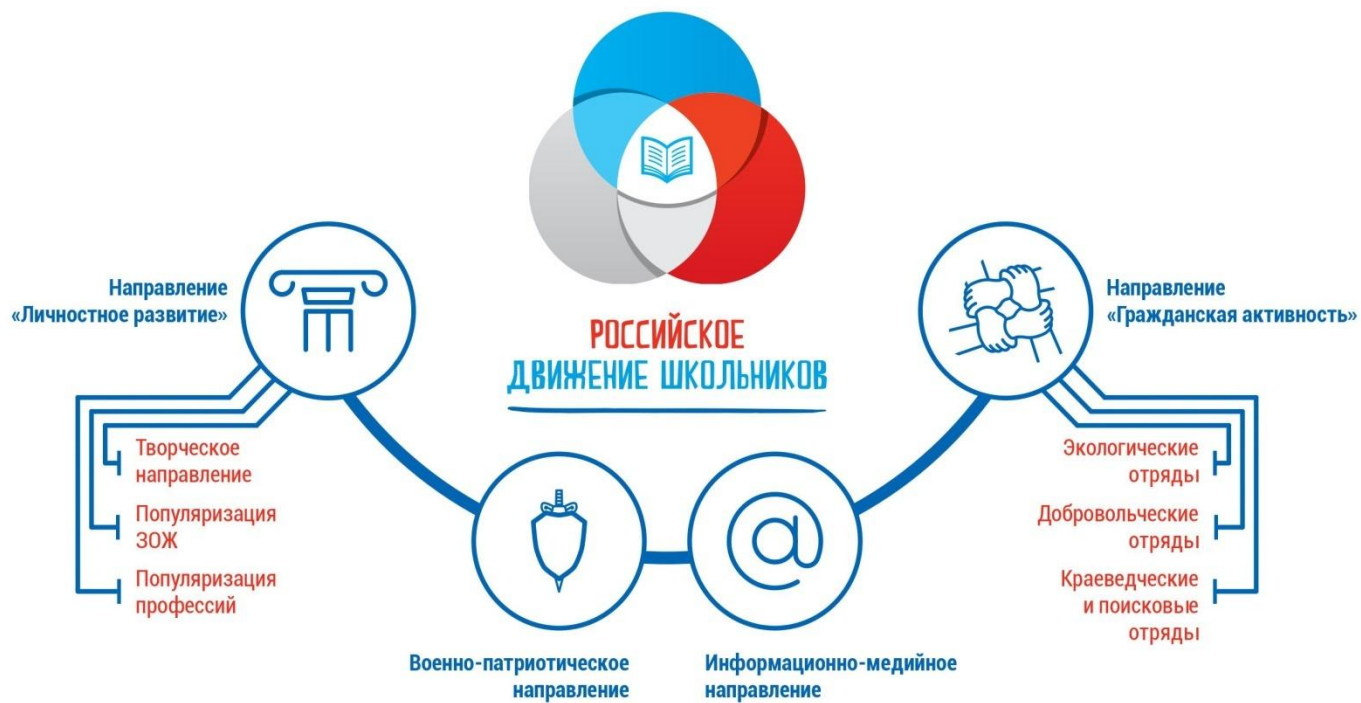 РОССИЙСКОЕ
ДВИЖЕНИЕ ШКОЛЬНИКОВ
Направление
«Личностное развитие»
Творческое
направление
Популяризация
ЗОЖ
Популяризация
профессий
Военно-патриотическое
направление
Информационно-медийное
направление
Направление
«Гражданская активность»
Экологические
отряды
Добровольческие
отряды
Краеведческие
и поисковые
отряды